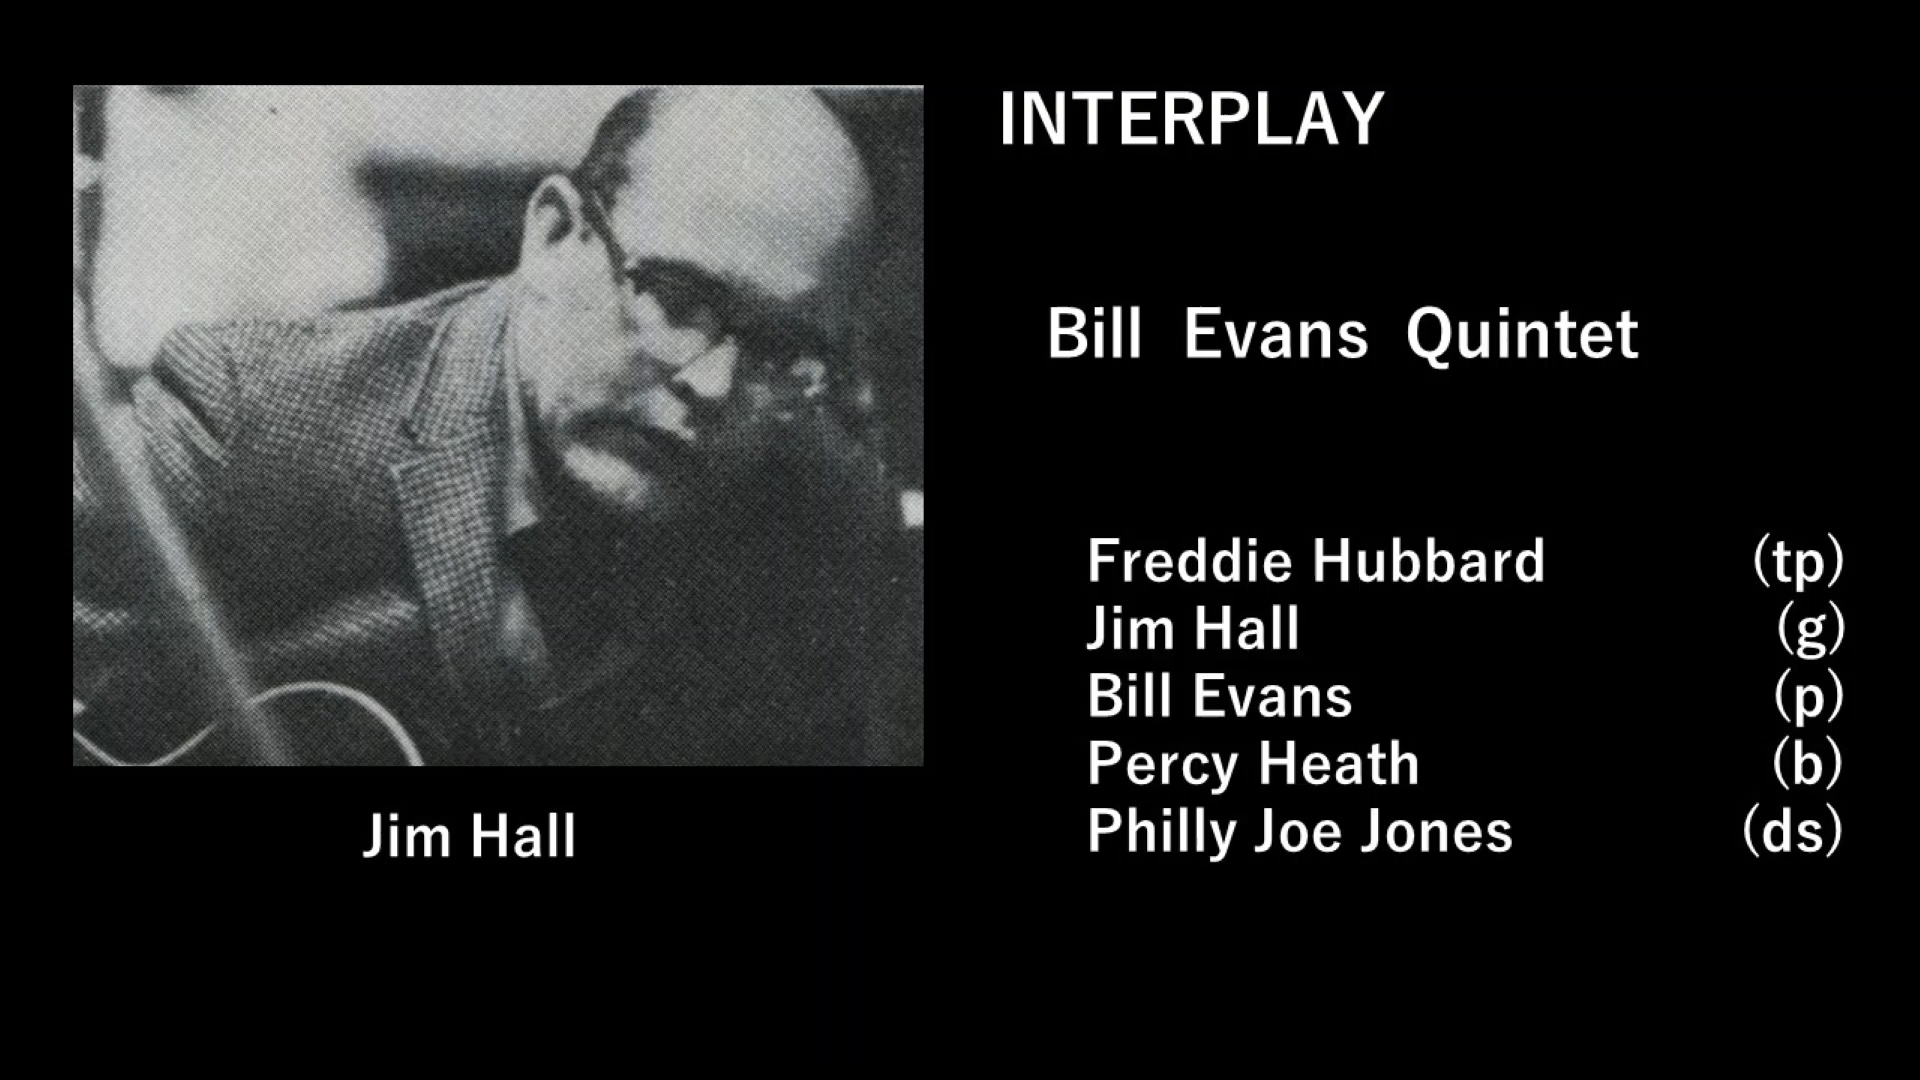 INTERPLAY
Bill Evans Quintet
Freddie Hubbard (tp)
Jim Hall (g)
Bill Evans (p)
Percy Heath (b)
Philly Joe Jones (ds)
Jim Hall